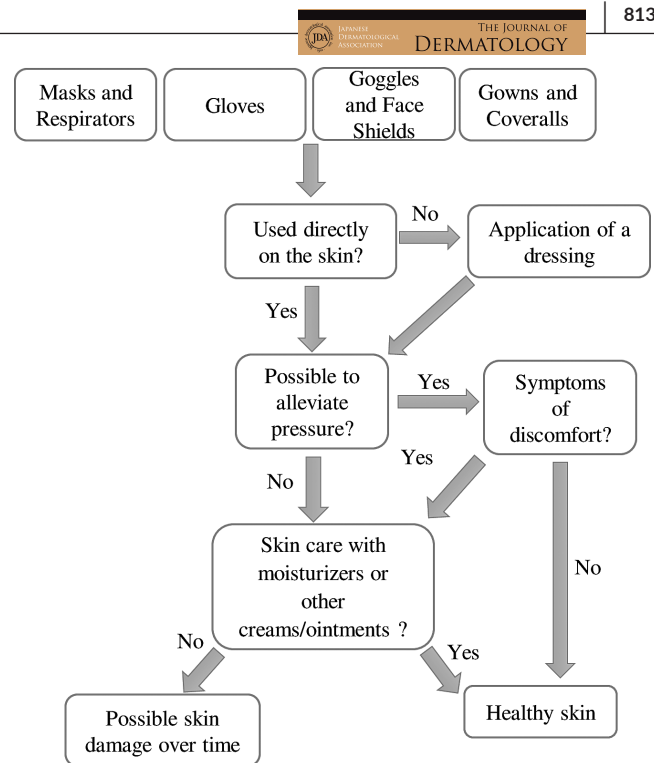 813
JDA
JAPANESE
DERMATOLOGICAL
ASSOCIATION
THE JOURNAL OF
DERMATOLOGY
Masks and
Respirators
Gloves
Goggles
and Face
Shields
Gowns and
Coveralls
Used directly
on the skin?
No
Application of a
dressing
Yes
Possible to
alleviate
pressure?
Yes
Symptoms
of
discomfort?
Yes
No
Skin care with
moisturizers or
other
creams/ointments ?
No
No
Yes
Possible skin
damage over time
Healthy skin